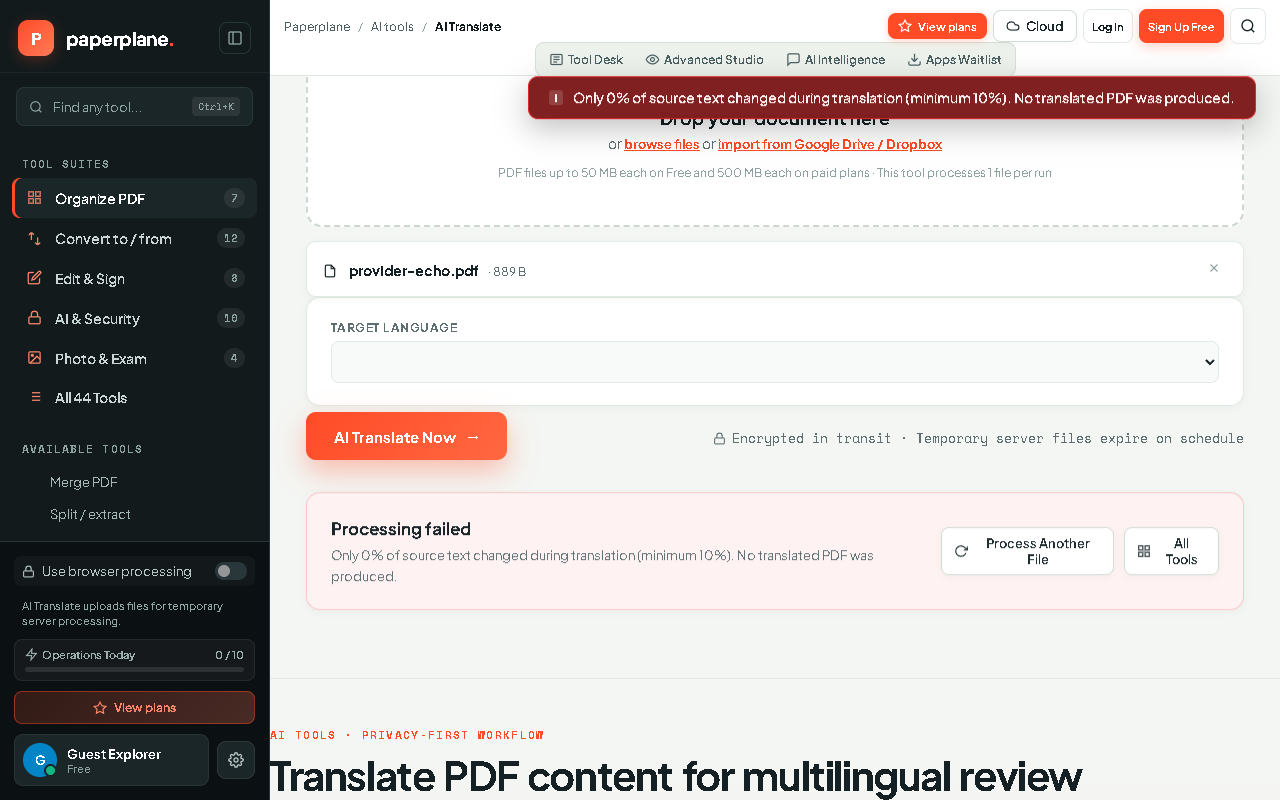 P paperplane.
Find any tool... Ctrl+K
TOOL SUITES
Organize PDF 7
Convert to / from 12
Edit & Sign 8
AI & Security 10
Photo & Exam 4
All 44 Tools
AVAILABLE TOOLS
Merge PDF
Split / extract
Use browser processing
AI Translate uploads files for temporary
server processing.
Operations Today 0 / 10
View plans
G Guest Explorer
Free
Paperplane / AI tools / AI Translate
View plans Cloud Log In Sign Up Free
Tool Desk Advanced Studio AI Intelligence Apps Waitlist
! Only 0% of source text changed during translation (minimum 10%). No translated PDF was produced.
Drop your document here
or browse files or import from Google Drive / Dropbox
PDF files up to 50 MB each on Free and 500 MB each on paid plans · This tool processes 1 file per run
provider-echo.pdf · 889 B ×
TARGET LANGUAGE
AI Translate Now →
Encrypted in transit · Temporary server files expire on schedule
Processing failed
Only 0% of source text changed during translation (minimum 10%). No translated PDF was
produced.
Process Another
File
All
Tools
AI TOOLS · PRIVACY-FIRST WORKFLOW
Translate PDF content for multilingual review